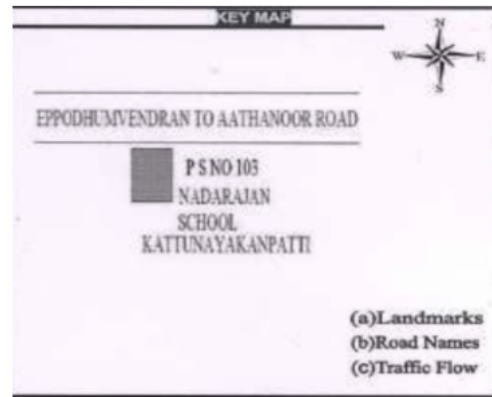 KEY MAP
N
W E
S
EPPODHUMVENDRAN TO AATHANOOR ROAD
P S NO 103
NADARAJAN
SCHOOL
KATTUNAYAKANPATTI
(a)Landmarks
(b)Road Names
(c)Traffic Flow